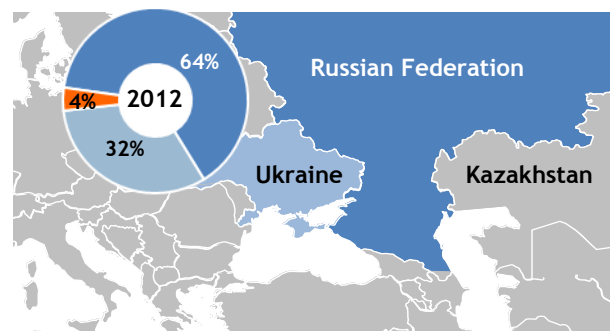 64%
Russian Federation
4%
2012
32%
Ukraine
Kazakhstan